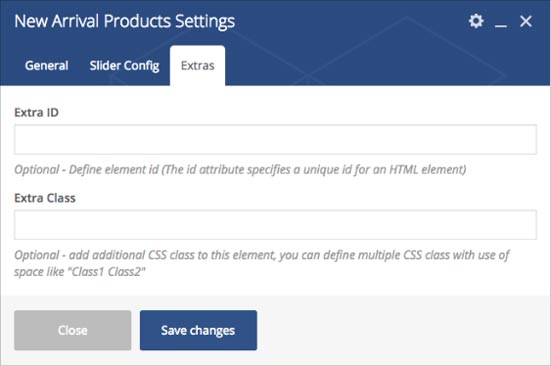 New Arrival Products Settings
General Slider Config Extras
Extra ID
Optional - Define element id (The id attribute specifies a unique id for an HTML element)
Extra Class
Optional - add additional CSS class to this element, you can define multiple CSS class with use of
space like "Class1 Class2"
Close Save changes